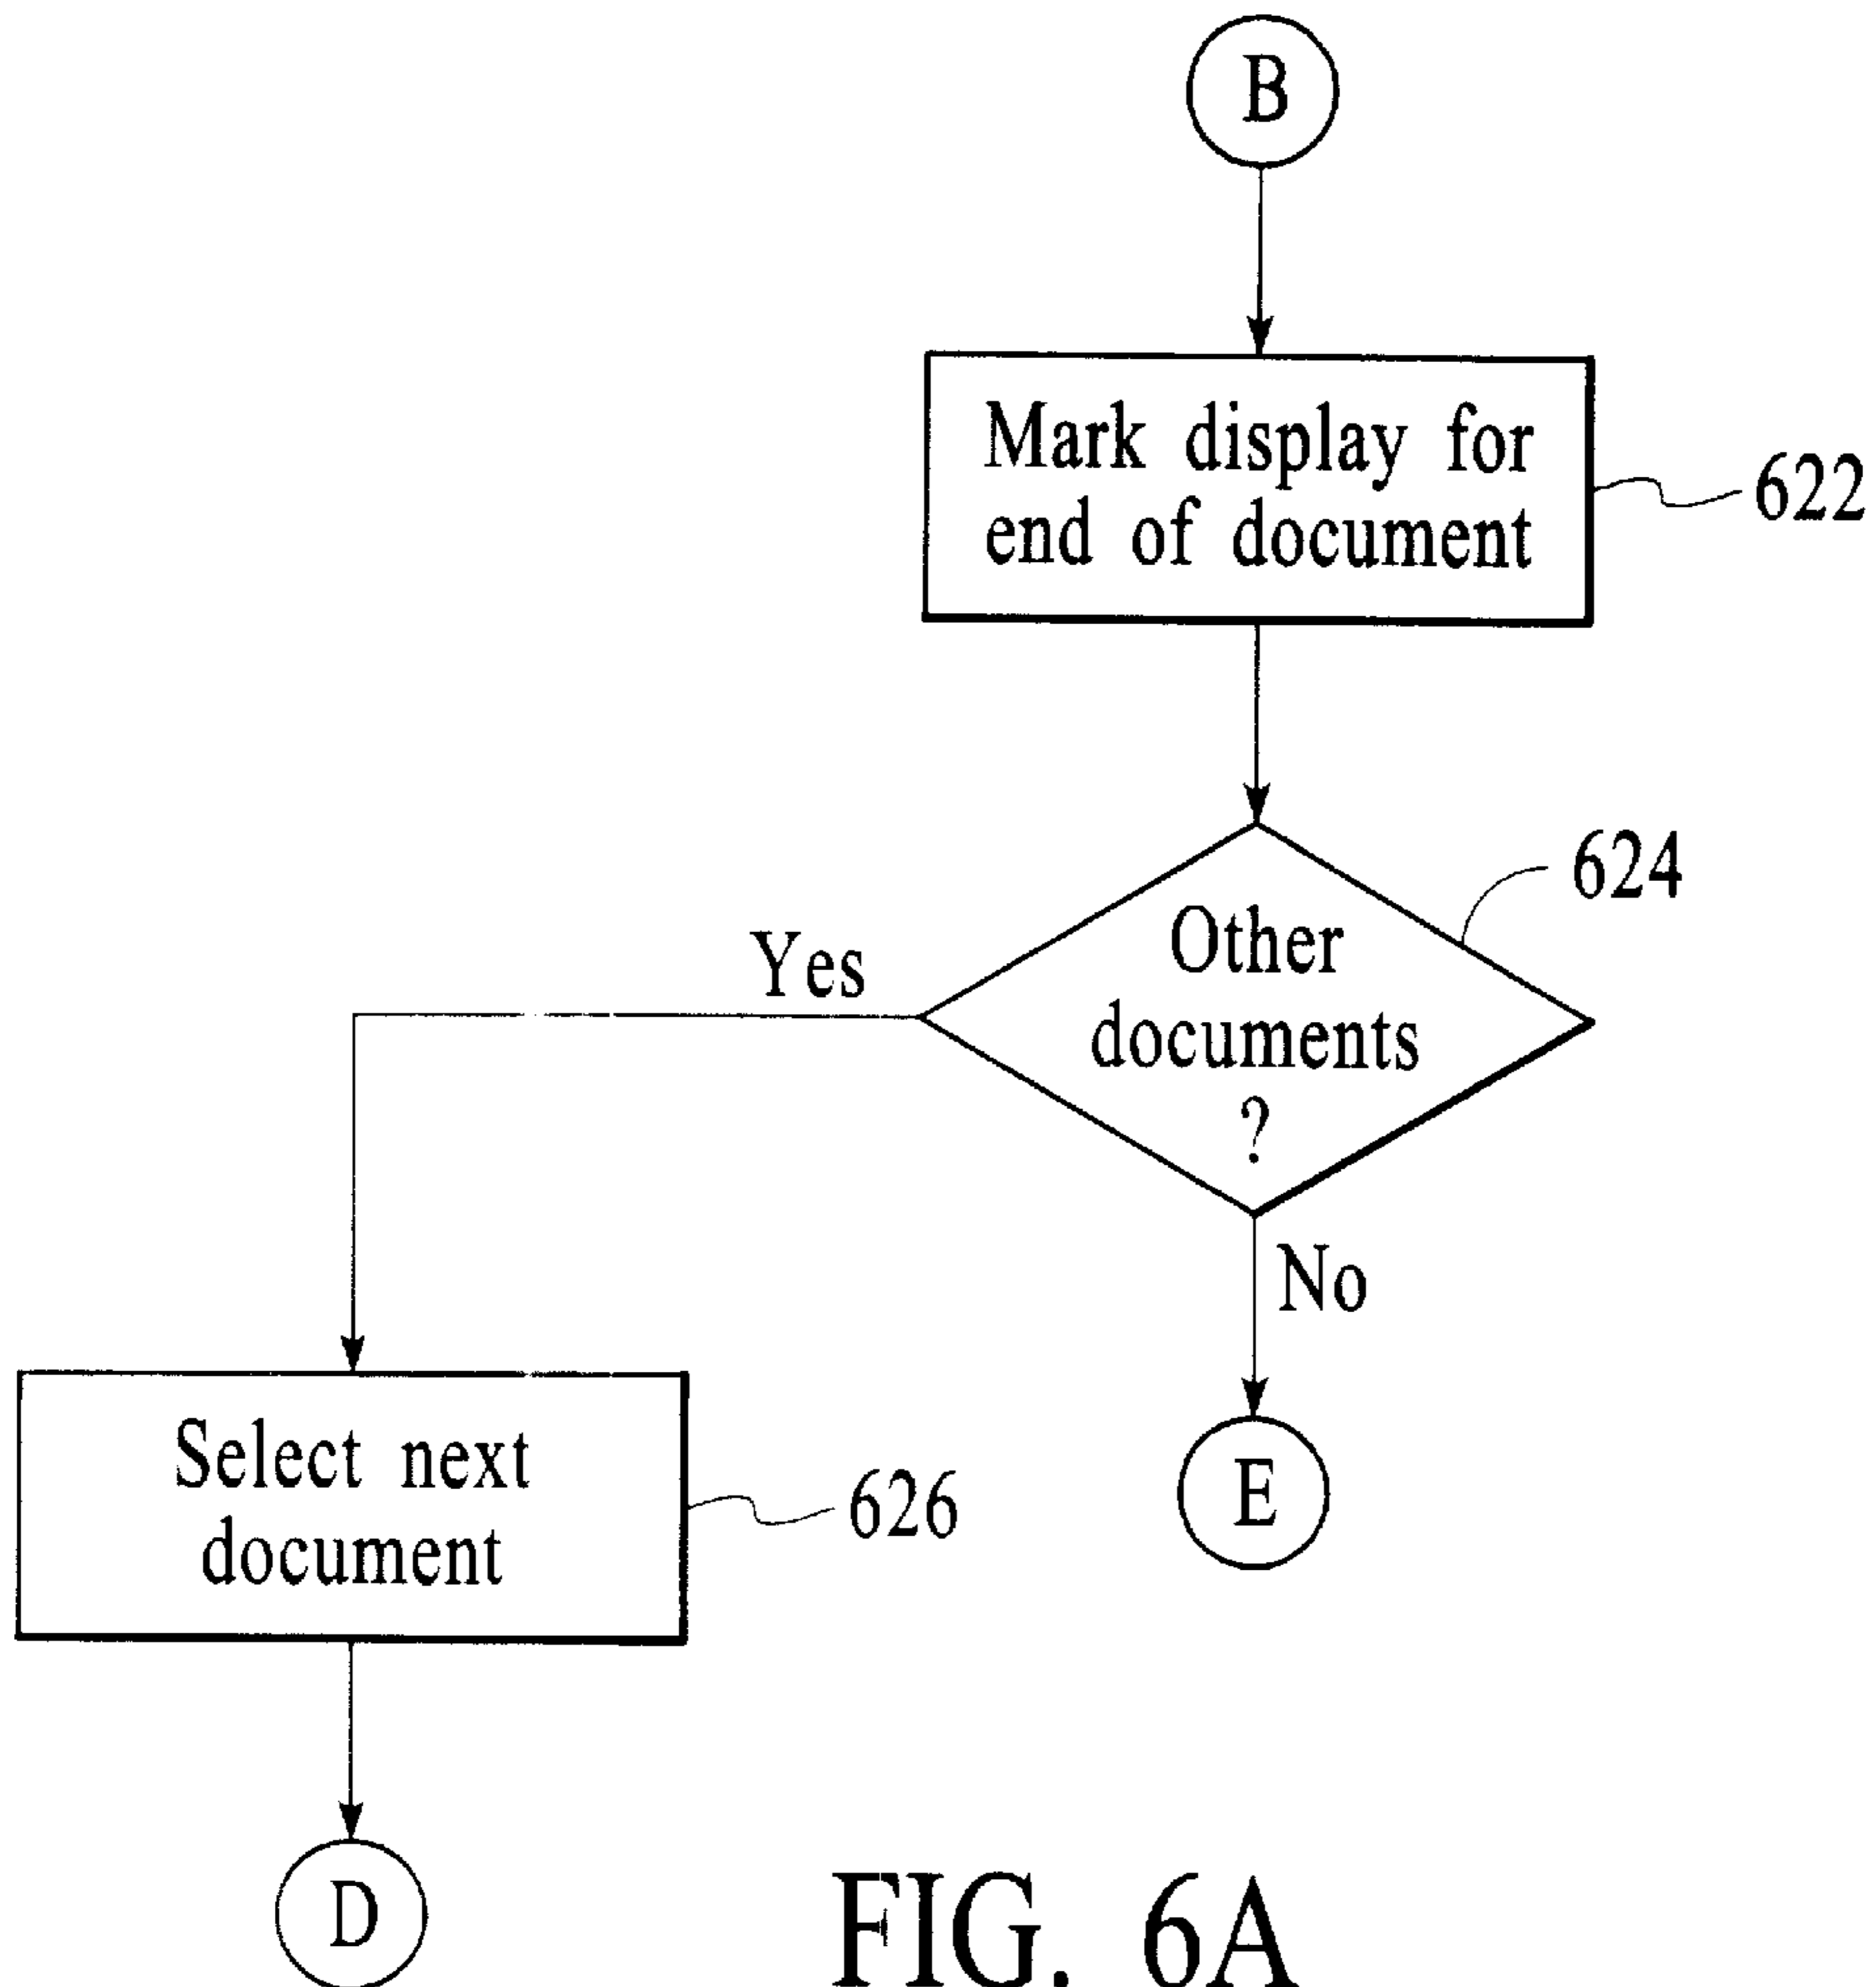 B
Mark display for
end of document
622
624
Other
documents
?
Yes
No
Select next
document
626
E
D
FIG. 6A